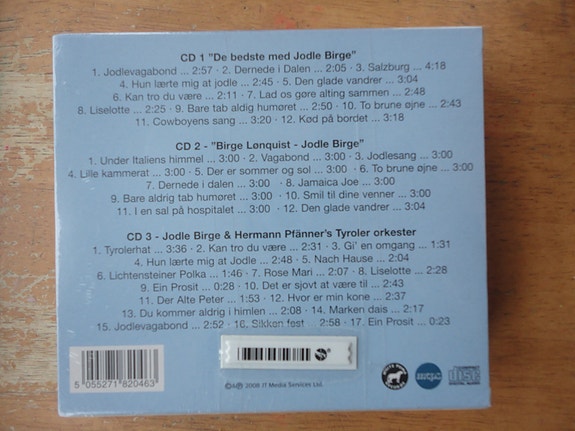 CD 1 "De bedste med Jodle Birge"
1. Jodlevagabond ... 2:57 · 2. Dernede i Dalen ... 2:05 · 3. Salzburg ... 4:18
4. Hun lærte mig at jodle ... 2:45 · 5. Den glade vandrer ... 3:04
6. Kan tro du være ... 2:11 · 7. Lad os gøre alting sammen ... 2:48
8. Liselotte ... 2:25 · 9. Bare tab aldig humøret ... 2:50 · 10. To brune øjne ... 2:43
11. Cowboyens sang ... 3:20 · 12. Kød på bordet ... 3:18
CD 2 - "Birge Lønquist - Jodle Birge"
1. Under Italiens himmel ... 3:00 · 2. Vagabond ... 3:00 · 3. Jodlesang ... 3:00
4. Lille kammerat ... 3:00 · 5. Der er sommer og sol ... 3:00 · 6. To brune øjne ... 3:00
7. Dernede i dalen ... 3:00 · 8. Jamaica Joe ... 3:00
9. Bare aldrig tab humøret ... 3:00 · 10. Smil til dine venner ... 3:00
11. I en sal på hospitalet ... 3:00 · 12. Den glade vandrer ... 3:04
CD 3 - Jodle Birge & Hermann Pfänner's Tyroler orkester
1. Tyrolerhat ... 3:36 · 2. Kan tro du være ... 2:31 · 3. Gi' en omgang ... 1:31
4. Hun lærte mig at Jodle ... 2:48 · 5. Nach Hause ... 2:04
6. Lichtensteiner Polka ... 1:46 · 7. Rose Mari ... 2:07 · 8. Liselotte ... 2:28
9. Ein Prosit ... 0:28 · 10. Det er sjovt at være til ... 2:43
11. Der Alte Peter ... 1:53 · 12. Hvor er min kone ... 2:37
13. Du kommer aldrig i himlen ... 2:08 · 14. Marken dais ... 2:17
15. Jodlevagabond ... 2:52 · 16. Sikken fest ... 2:58 · 17. Ein Prosit ... 0:23
5 055271 820463
©&℗ 2008 IT Media Services Ltd.